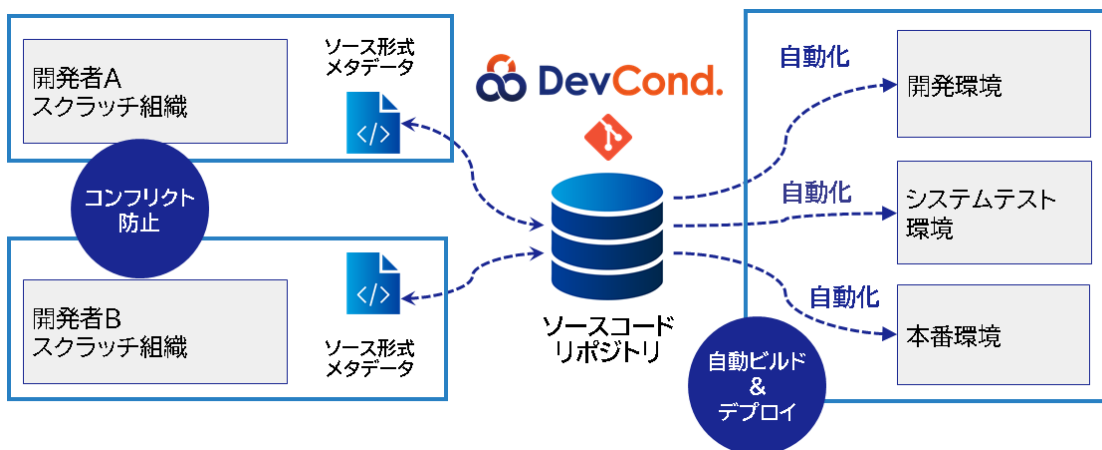 開発者A
スクラッチ組織
ソース形式
メタデータ
</>
コンフリクト
防止
開発者B
スクラッチ組織
</>
ソース形式
メタデータ
DevCond.
ソースコード
リポジトリ
自動化
開発環境
自動化
システムテスト
環境
自動化
本番環境
自動ビルド
&
デプロイ